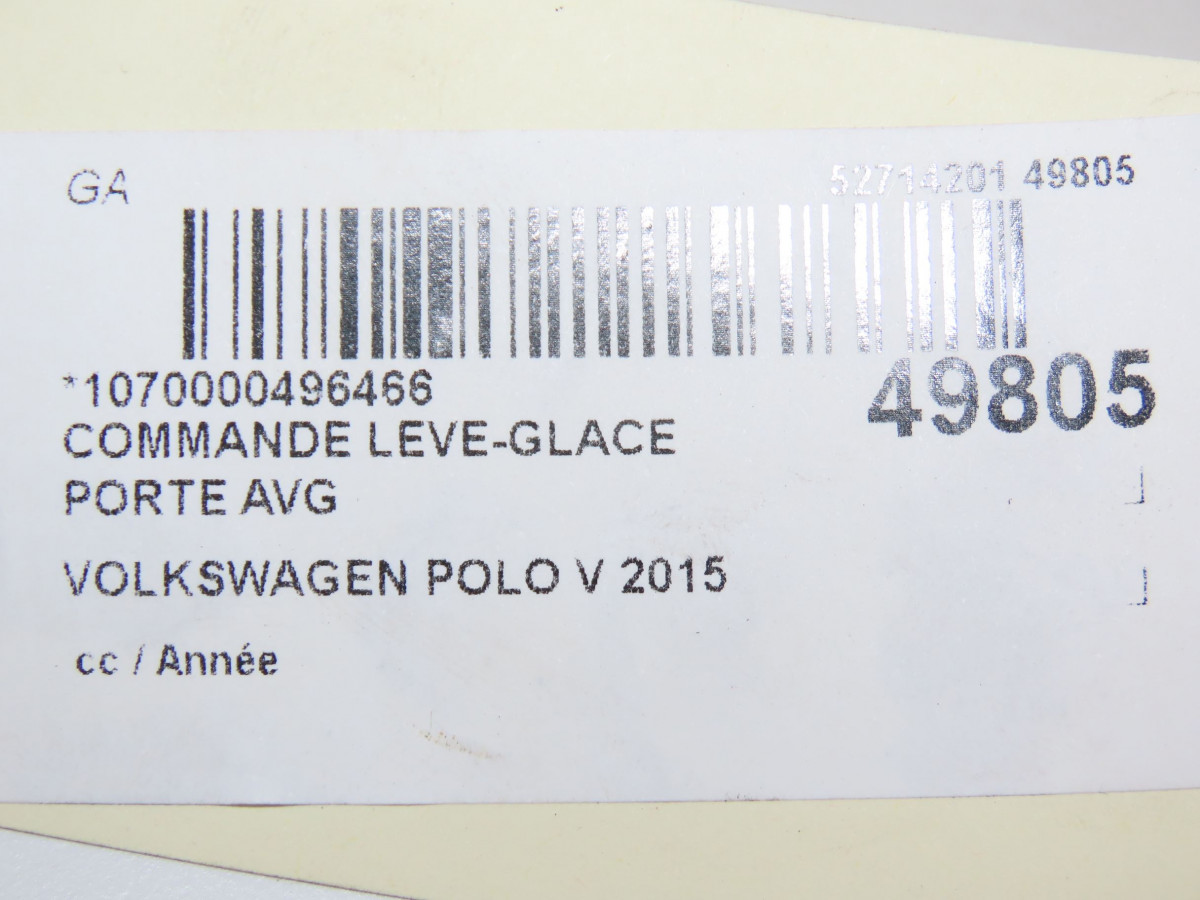 GA
52714201 49805
*1070000496466
49805
COMMANDE LEVE-GLACE
PORTE AVG
VOLKSWAGEN POLO V 2015
cc / Année